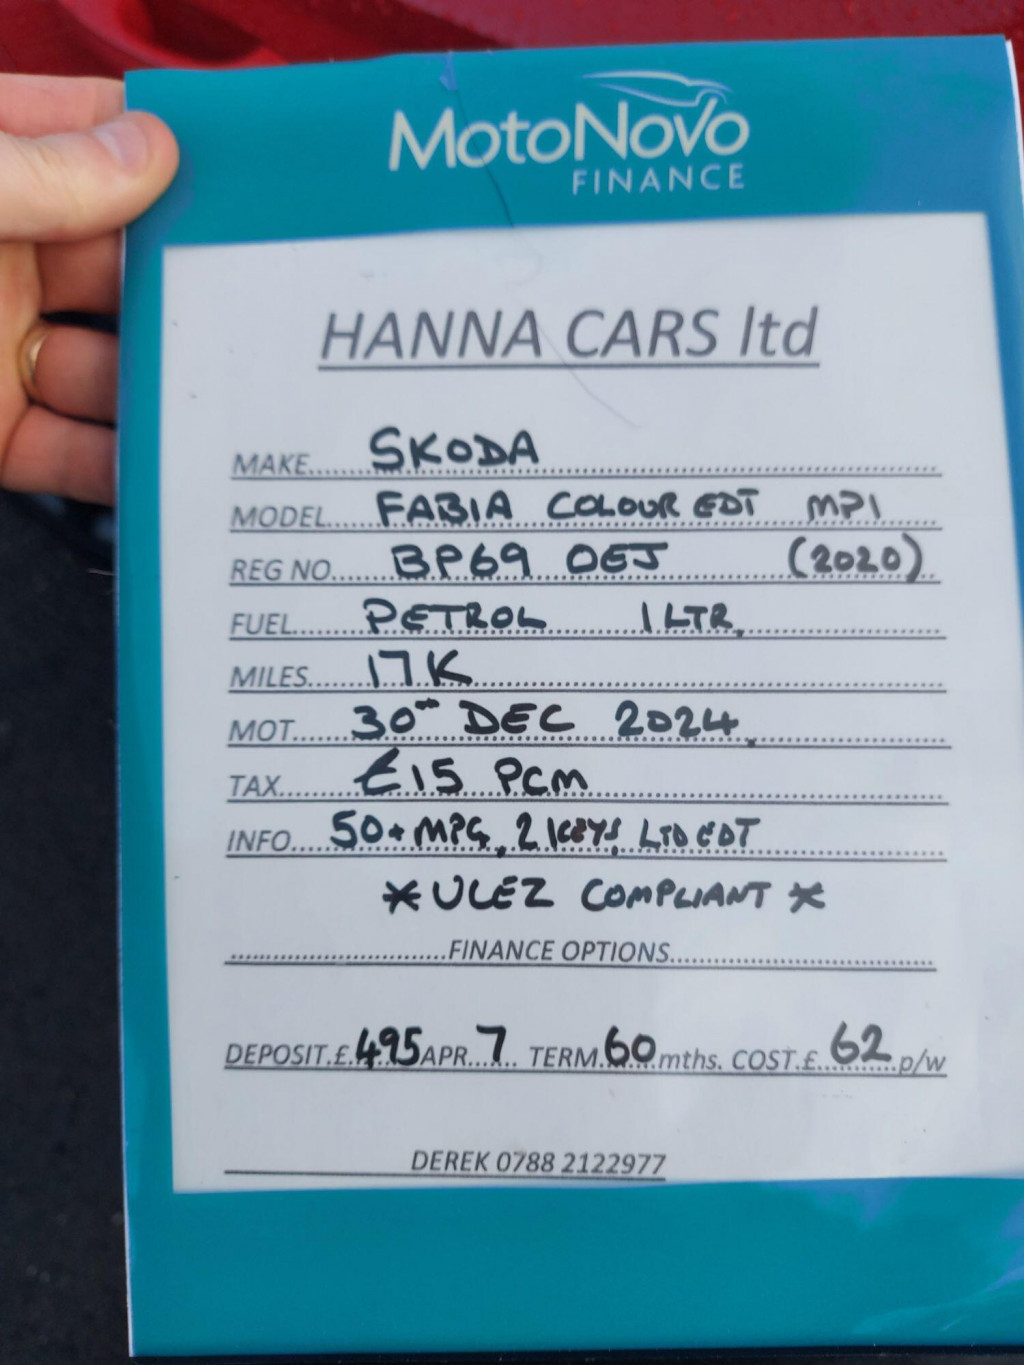 MOTONOVO
FINANCE
HANNA CARS ltd
MAKE......SKODA
MODEL.....FABIA COLOUR EDT MPI
REG NO....BP69 OEJ (2020)
FUEL......PETROL 1 LTR.
MILES.....17K
MOT.......30TH DEC 2024.
TAX.......£15 PCM
INFO....50+ MPG, 2 KEYS, LTD EDT
*ULEZ COMPLIANT*
............................FINANCE OPTIONS...................................
DEPOSIT.£.495 APR...7... TERM.60 mths. COST.£..62 p/w
DEREK 0788 2122977